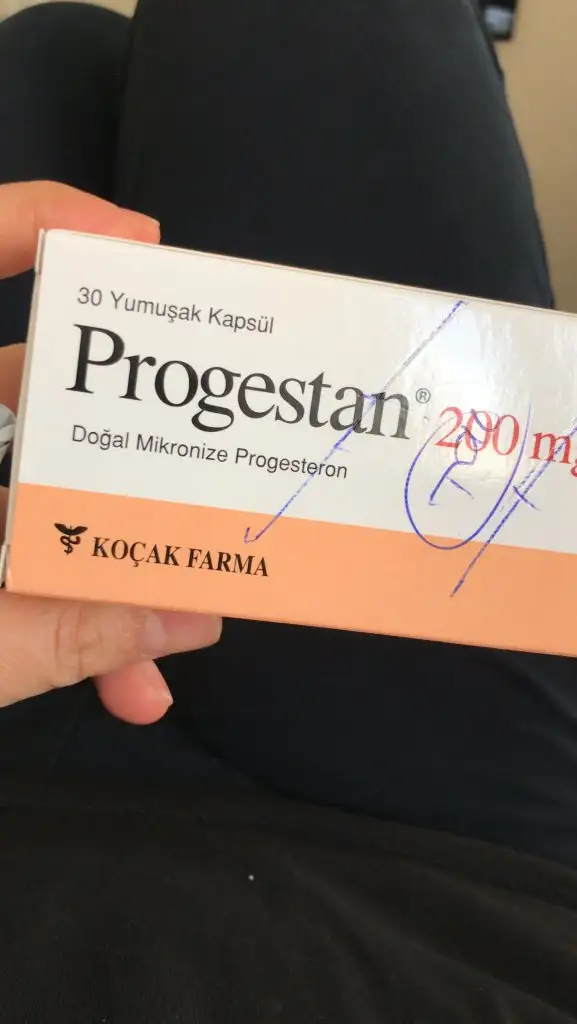 30 Yumuşak Kapsül
Progestan® 200 mg
Doğal Mikronize Progesteron
KOÇAK FARMA